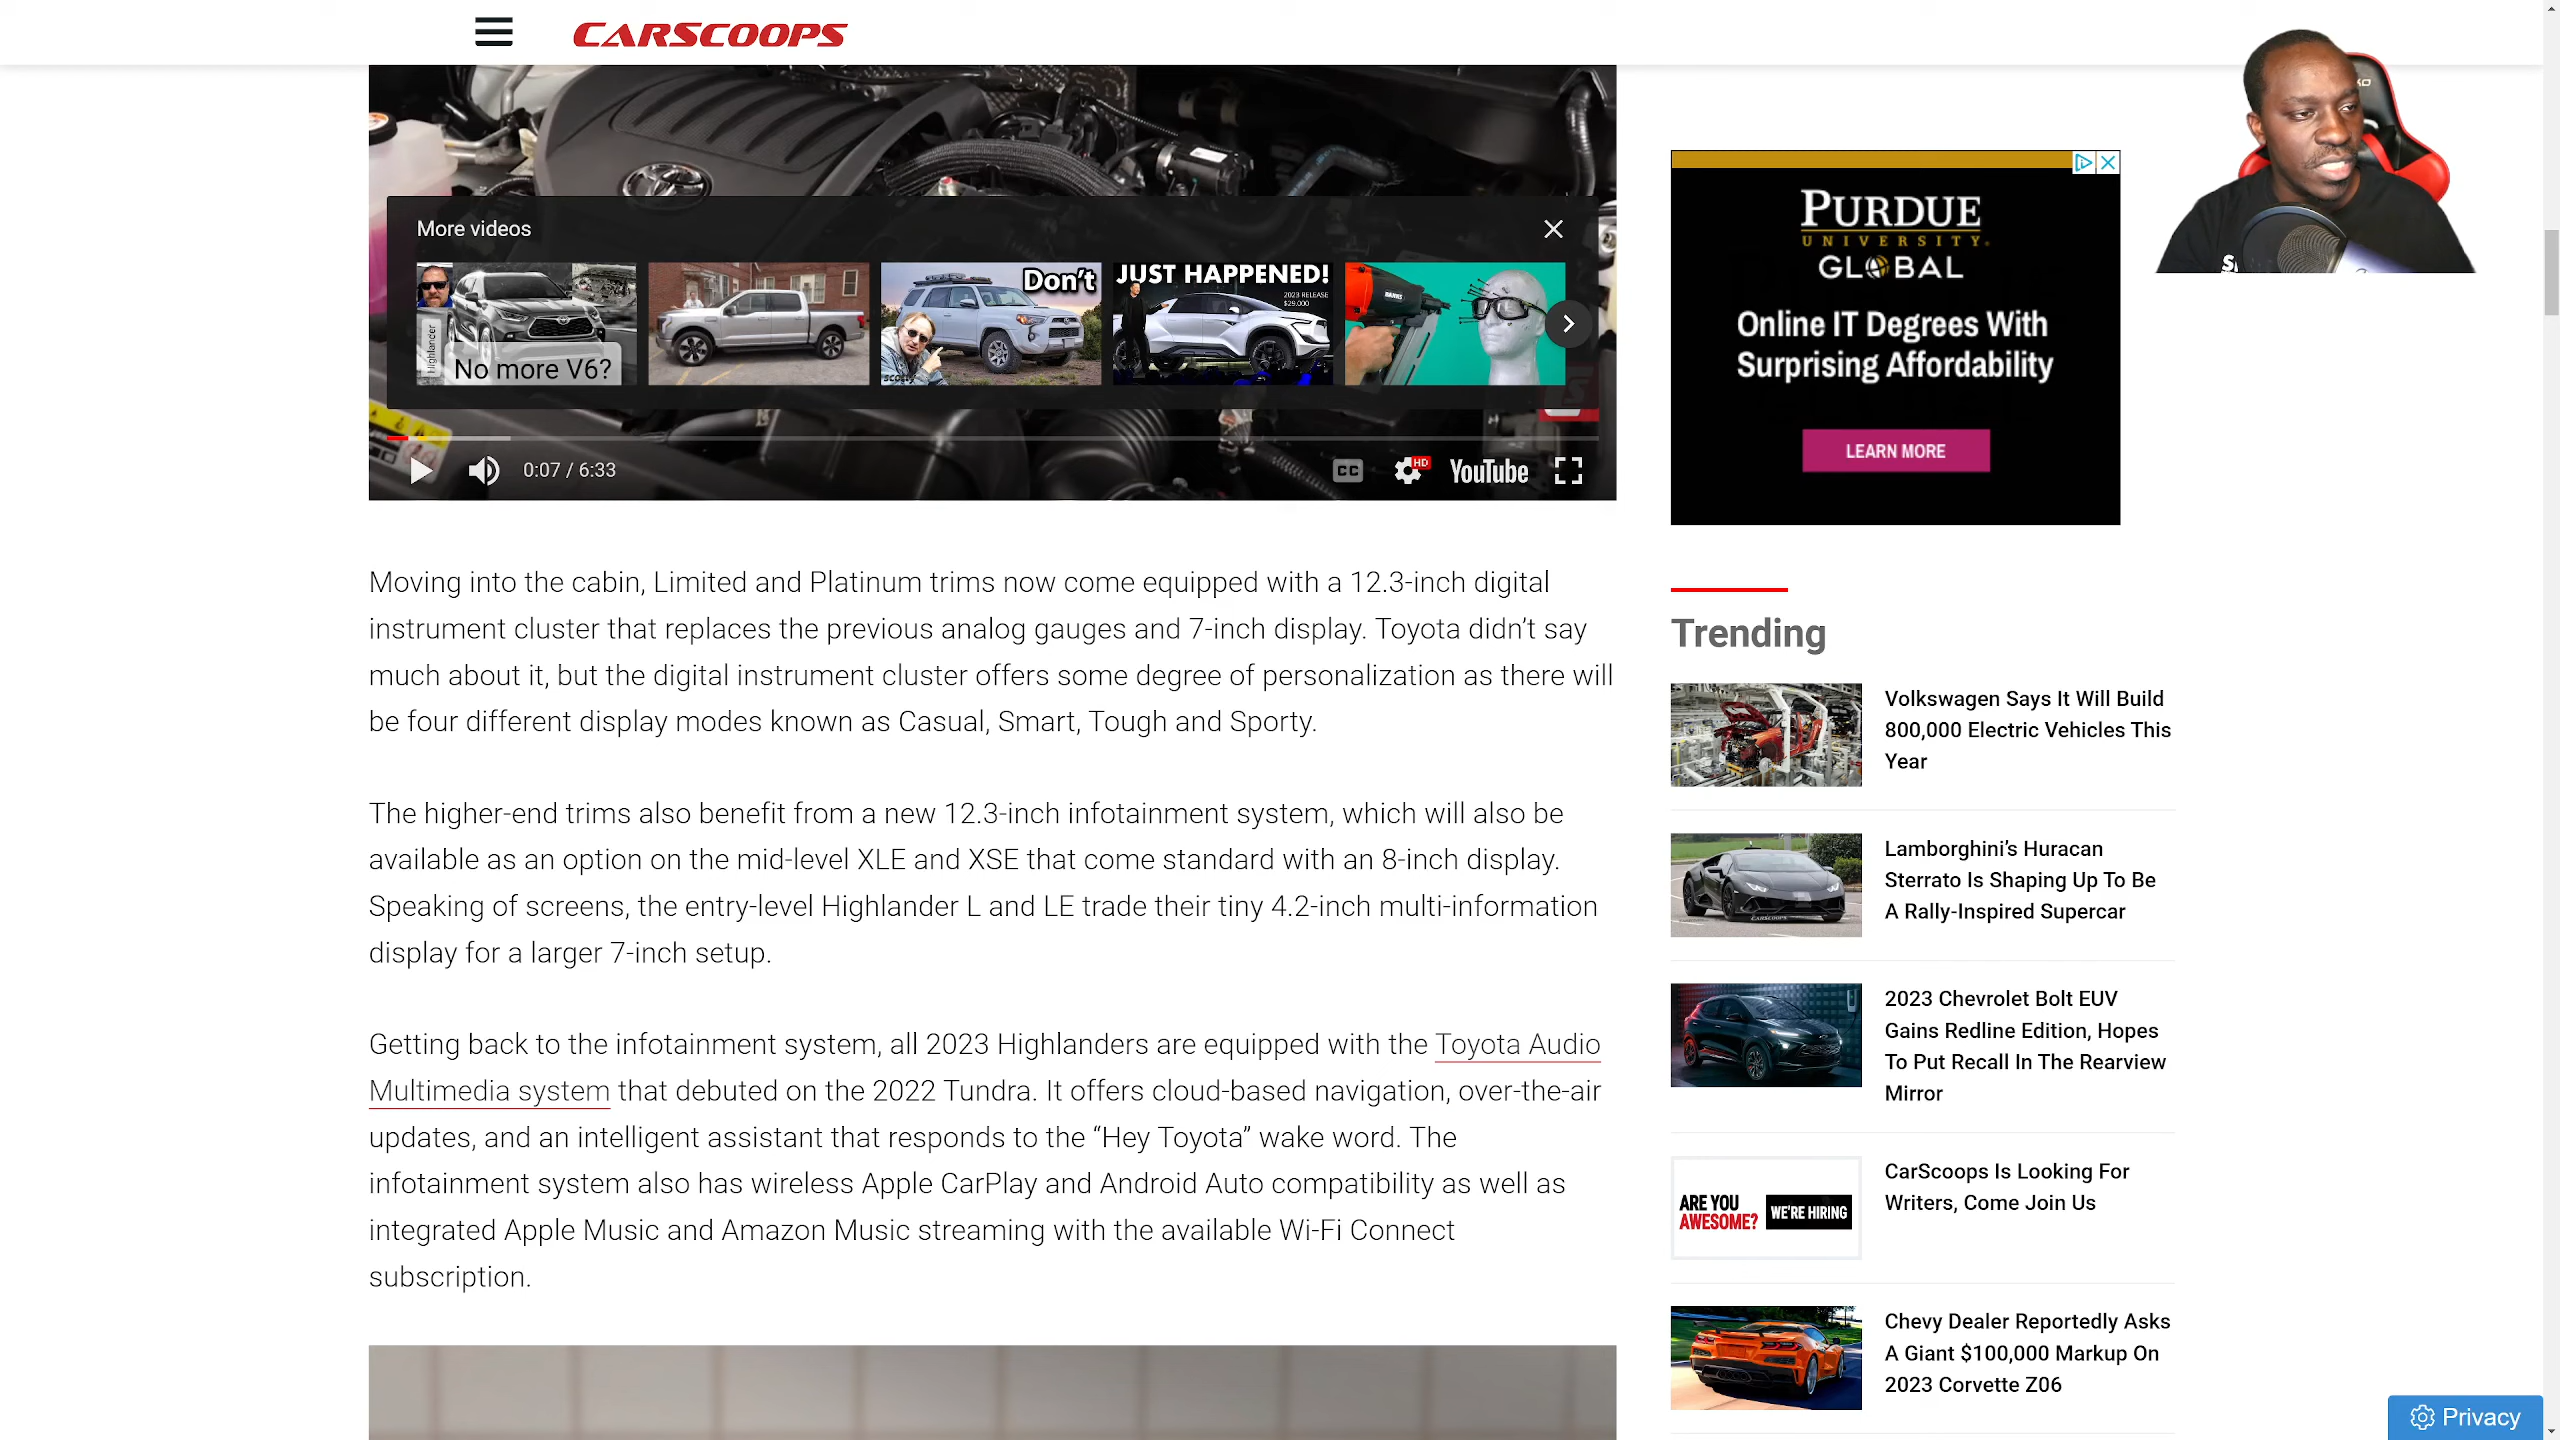 CARSCOOPS
More videos
Highlander
No more V6?
Don't
SCOTTY
JUST HAPPENED!
2023 RELEASE
$29,000
0:07 / 6:33
CC
HD
YouTube
PURDUE
UNIVERSITY
GLOBAL
Online IT Degrees With
Surprising Affordability
LEARN MORE
Moving into the cabin, Limited and Platinum trims now come equipped with a 12.3-inch digital
instrument cluster that replaces the previous analog gauges and 7-inch display. Toyota didn’t say
much about it, but the digital instrument cluster offers some degree of personalization as there will
be four different display modes known as Casual, Smart, Tough and Sporty.
The higher-end trims also benefit from a new 12.3-inch infotainment system, which will also be
available as an option on the mid-level XLE and XSE that come standard with an 8-inch display.
Speaking of screens, the entry-level Highlander L and LE trade their tiny 4.2-inch multi-information
display for a larger 7-inch setup.
Getting back to the infotainment system, all 2023 Highlanders are equipped with the Toyota Audio
Multimedia system that debuted on the 2022 Tundra. It offers cloud-based navigation, over-the-air
updates, and an intelligent assistant that responds to the “Hey Toyota” wake word. The
infotainment system also has wireless Apple CarPlay and Android Auto compatibility as well as
integrated Apple Music and Amazon Music streaming with the available Wi-Fi Connect
subscription.
Trending
Volkswagen Says It Will Build
800,000 Electric Vehicles This
Year
Lamborghini’s Huracan
Sterrato Is Shaping Up To Be
A Rally-Inspired Supercar
CARSCOOPS
2023 Chevrolet Bolt EUV
Gains Redline Edition, Hopes
To Put Recall In The Rearview
Mirror
ARE YOU
AWESOME?
WE'RE HIRING
CarScoops Is Looking For
Writers, Come Join Us
Chevy Dealer Reportedly Asks
A Giant $100,000 Markup On
2023 Corvette Z06
Privacy